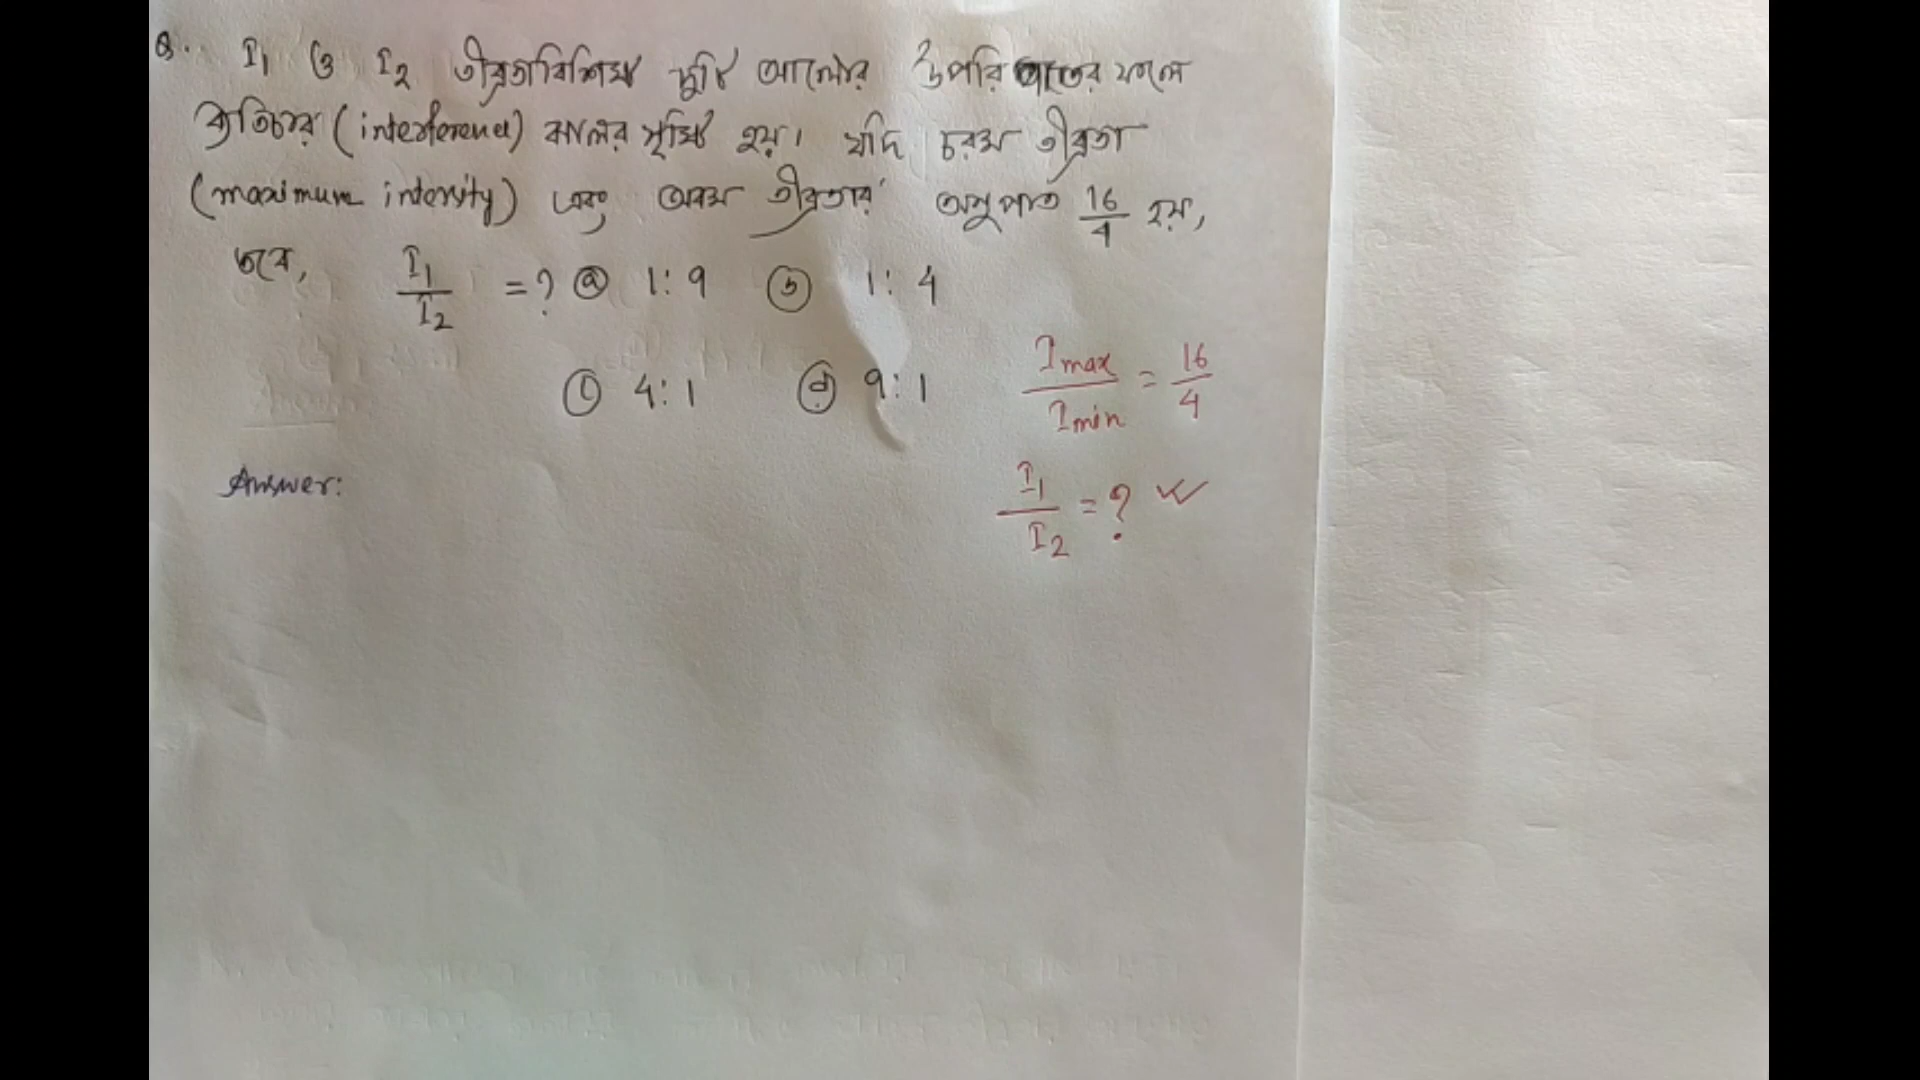 Q. I₁ ও I₂ তীব্রতাবিশিষ্ট দুটি আলোর উপরিপাতের ফলে
ব্যতিচার (interference) ঝালর সৃষ্টি হয়। যদি চরম তীব্রতা
(maximum intensity) এবং অবম তীব্রতার অনুপাত 16/4 হয়,
তবে, I₁/I₂ = ? ⓐ 1:9 ⓑ 1:4
ⓒ 4:1 ⓓ 9:1
Imax/Imin = 16/4
Answer:
I₁/I₂ = ? ✓